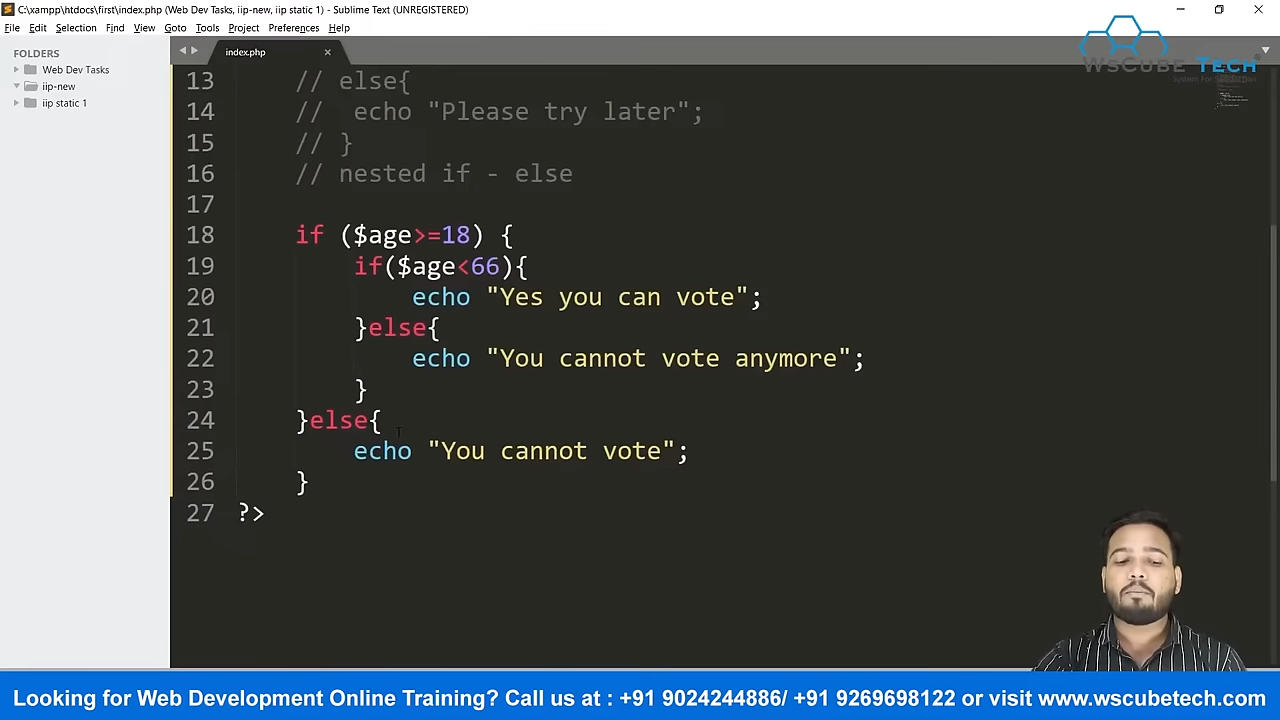 C:\xampp\htdocs\first\index.php (Web Dev Tasks, iip-new, iip static 1) - Sublime Text (UNREGISTERED)
File Edit Selection Find View Goto Tools Project Preferences Help
FOLDERS
Web Dev Tasks
iip-new
iip static 1
index.php
WsCube Tech
13 // else{
14 //  echo "Please try later";
15 // }
16 // nested if - else
17
18 if ($age>=18) {
19 if($age<66){
20 echo "Yes you can vote";
21 }else{
22 echo "You cannot vote anymore";
23 }
24 }else{
25 echo "You cannot vote";
26 }
27 ?>
Looking for Web Development Online Training? Call us at : +91 9024244886/ +91 9269698122 or visit www.wscubetech.com